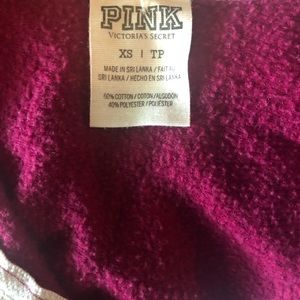 PINK
VICTORIA'S SECRET
XS | TP
MADE IN SRI LANKA / FAIT AU
SRI LANKA / HECHO EN SRI LANKA
60% COTTON / COTON / ALGODÓN
40% POLYESTER / POLIÉSTER